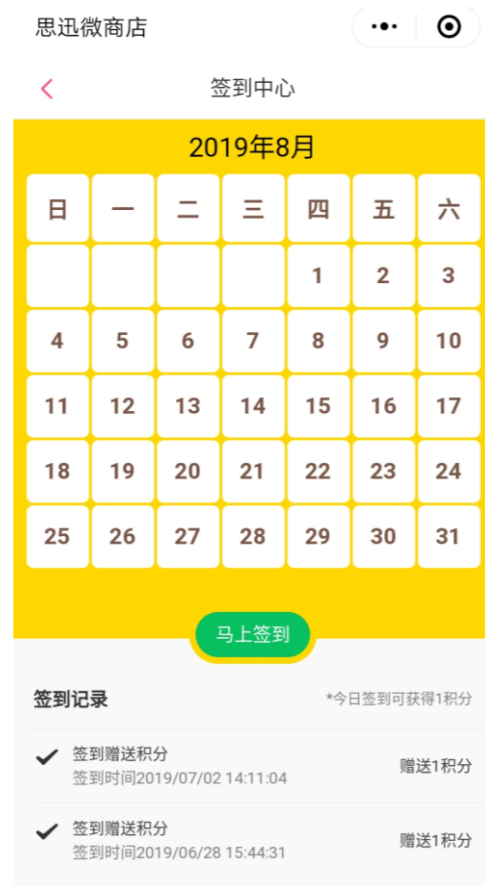 思迅微商店
签到中心
2019年8月
日 一 二 三 四 五 六
1 2 3
4 5 6 7 8 9 10
11 12 13 14 15 16 17
18 19 20 21 22 23 24
25 26 27 28 29 30 31
马上签到
签到记录 *今日签到可获得1积分
签到赠送积分
签到时间2019/07/02 14:11:04
赠送1积分
签到赠送积分
签到时间2019/06/28 15:44:31
赠送1积分